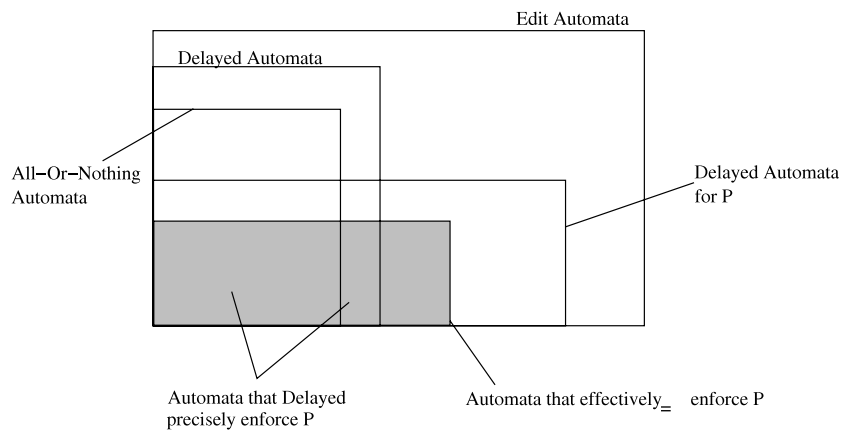 Edit Automata
Delayed Automata
All-Or-Nothing
Automata
Delayed Automata
for P
Automata that Delayed
precisely enforce P
Automata that effectively= enforce P